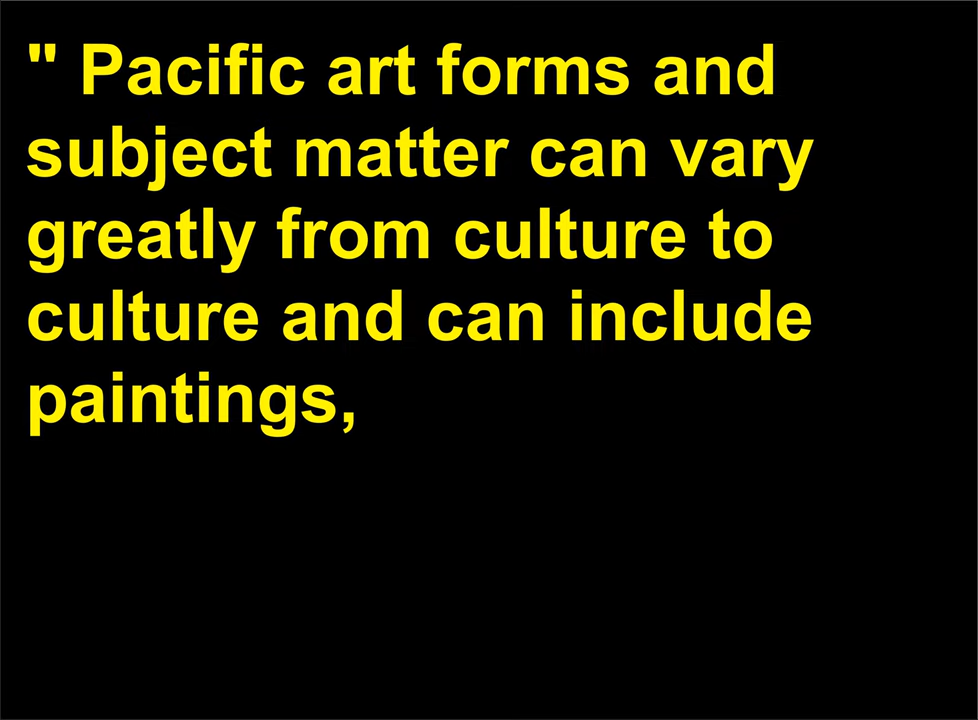 " Pacific art forms and
subject matter can vary
greatly from culture to
culture and can include
paintings,